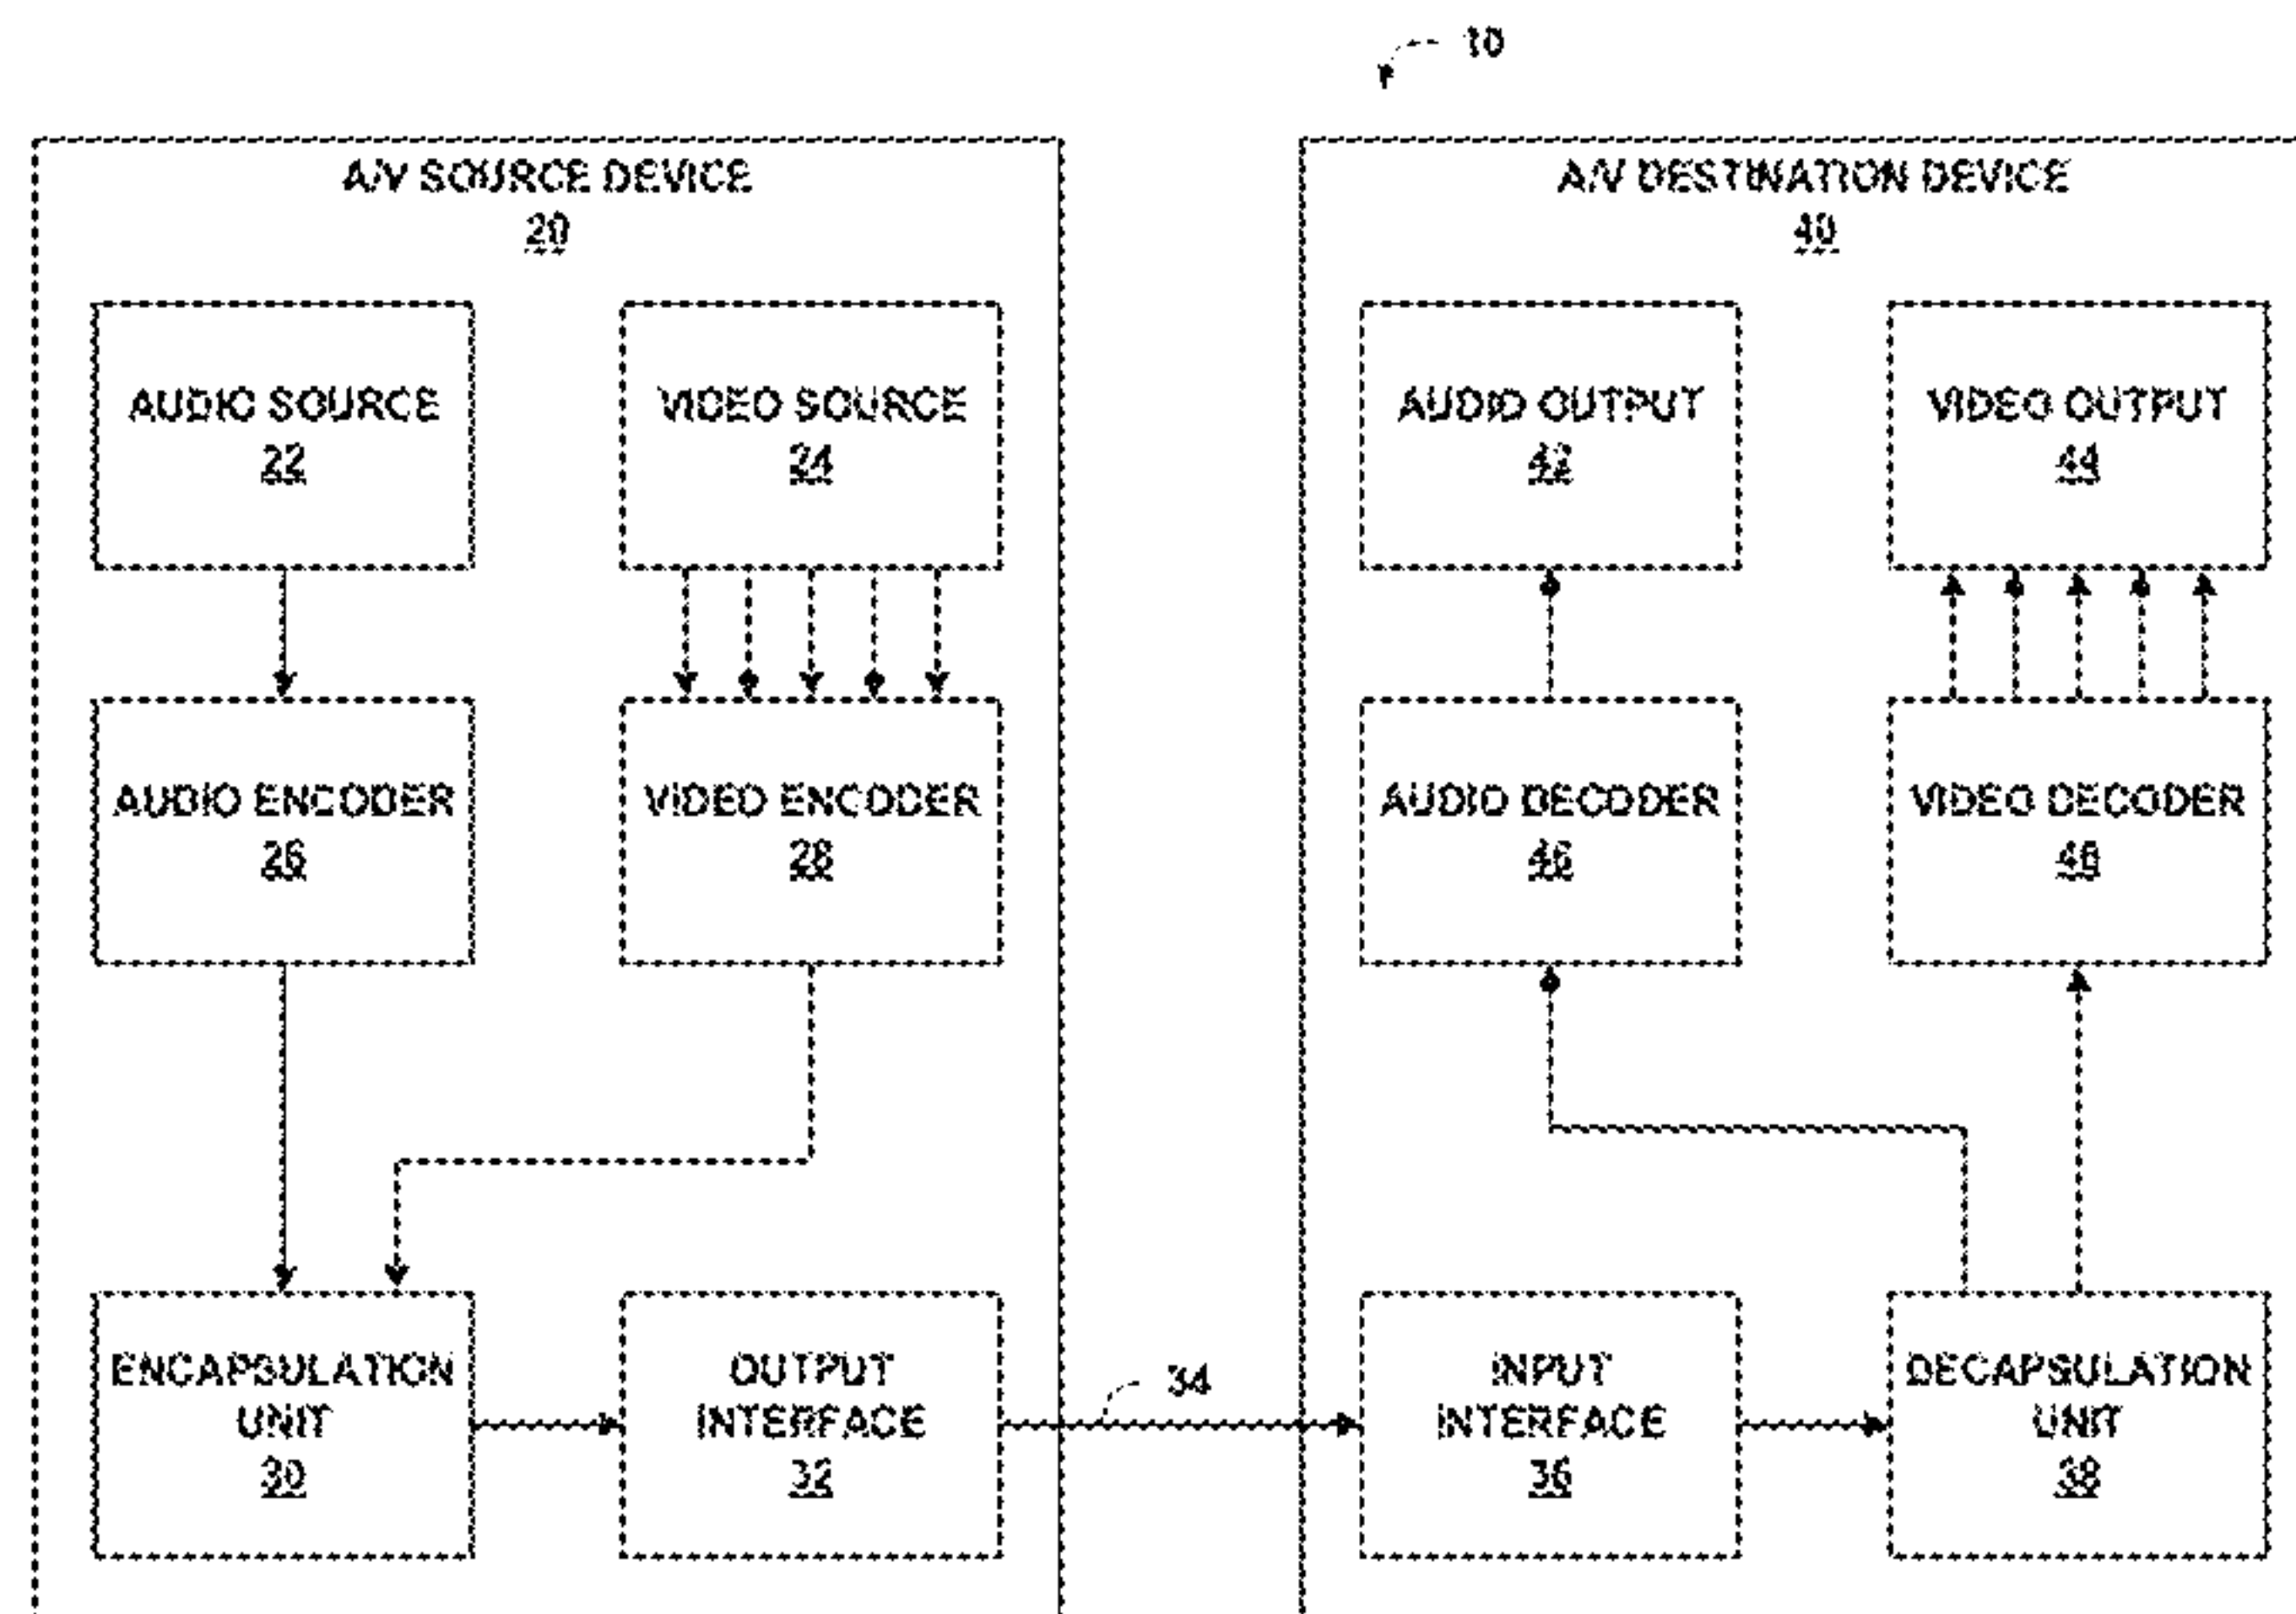 10
A/V SOURCE DEVICE
20
AUDIO SOURCE
22
VIDEO SOURCE
24
AUDIO ENCODER
26
VIDEO ENCODER
28
ENCAPSULATION
UNIT
30
OUTPUT
INTERFACE
32
34
A/V DESTINATION DEVICE
40
AUDIO OUTPUT
42
VIDEO OUTPUT
44
AUDIO DECODER
46
VIDEO DECODER
48
INPUT
INTERFACE
36
DECAPSULATION
UNIT
38